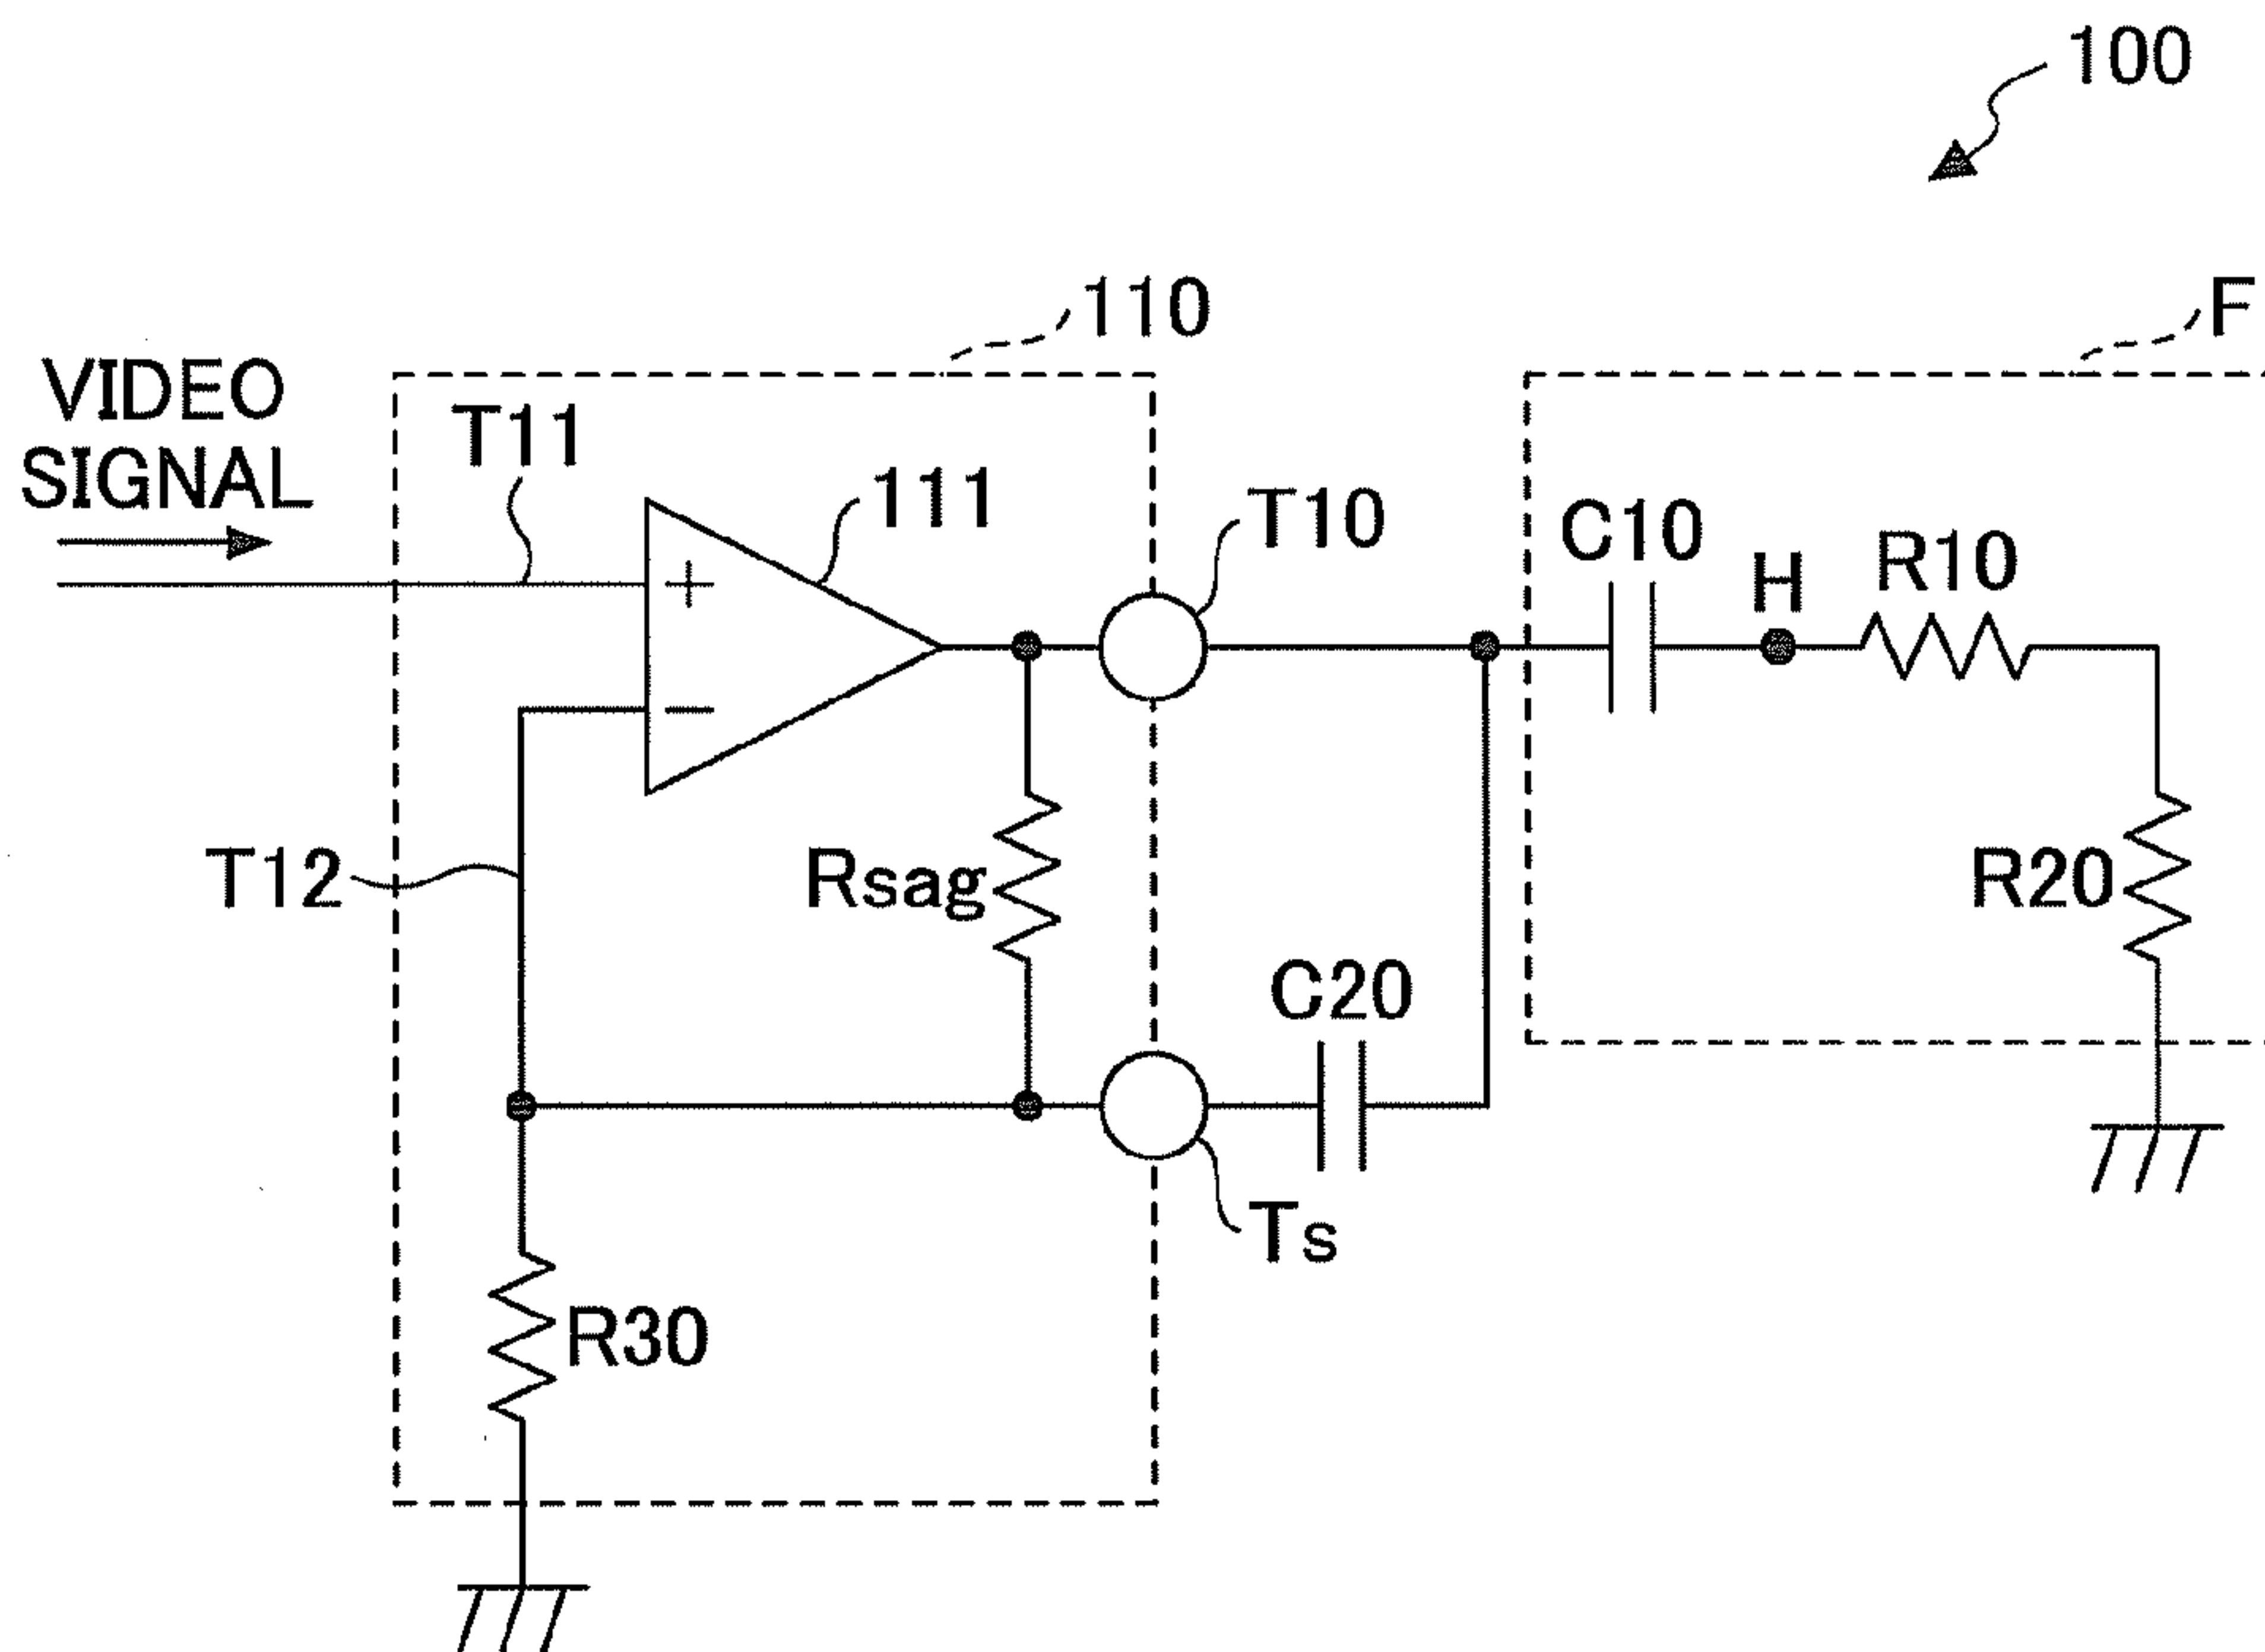 100
110
F
VIDEO
SIGNAL
T11
111
T10
C10
H
R10
+
−
T12
Rsag
R20
C20
Ts
R30